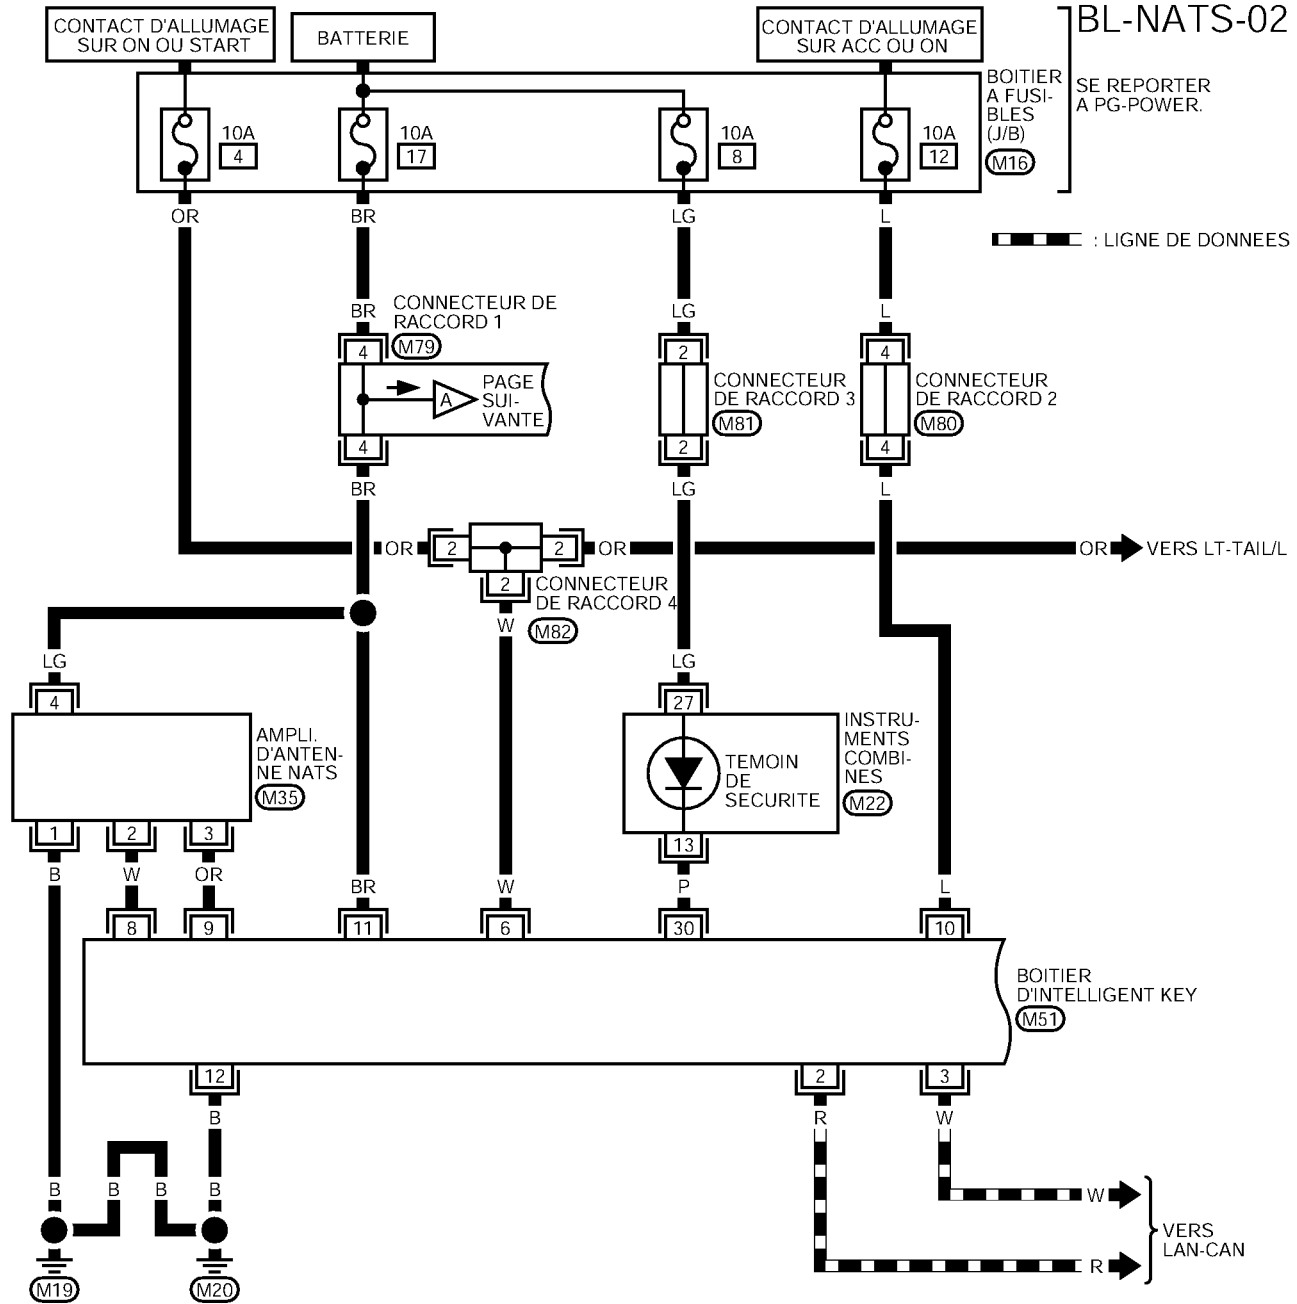 BL-NATS-02
CONTACT D'ALLUMAGE
SUR ON OU START
BATTERIE
CONTACT D'ALLUMAGE
SUR ACC OU ON
BOITIER
A FUSI-
BLES
(J/B)
M16
SE REPORTER
A PG-POWER.
10A
4
10A
17
10A
8
10A
12
OR
BR
LG
L
: LIGNE DE DONNEES
BR
CONNECTEUR DE
RACCORD 1
M79
LG
L
4
2
4
A
PAGE
SUI-
VANTE
CONNECTEUR
DE RACCORD 3
M81
CONNECTEUR
DE RACCORD 2
M80
4
2
4
BR
LG
L
OR
2
2
OR
OR
VERS LT-TAIL/L
2
CONNECTEUR
DE RACCORD 4
M82
W
LG
LG
4
27
AMPLI.
D'ANTEN-
NE NATS
M35
TEMOIN
DE
SECURITE
INSTRU-
MENTS
COMBI-
NES
M22
1
2
3
13
B
W
OR
BR
W
P
L
8
9
11
6
30
10
BOITIER
D'INTELLIGENT KEY
M51
12
2
3
B
R
W
B
B
B
B
W
R
VERS
LAN-CAN
M19
M20